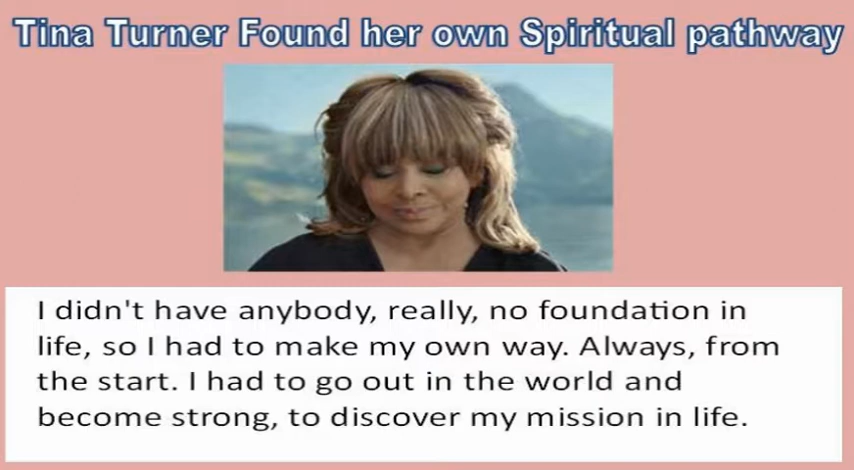 Tina Turner Found her own Spiritual pathway
I didn't have anybody, really, no foundation in
life, so I had to make my own way. Always, from
the start. I had to go out in the world and
become strong, to discover my mission in life.